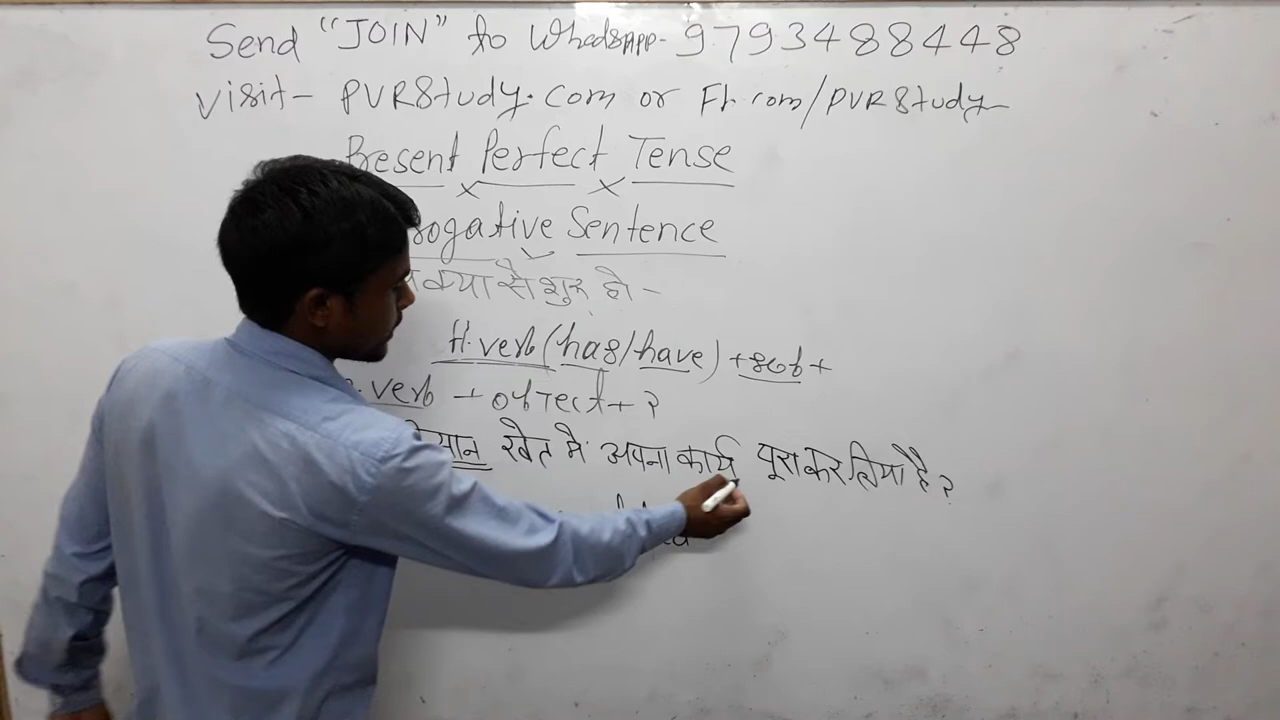 Send "JOIN" to WhatsApp- 9793488448
visit- PVRStudy.com or Fb.com/PVRStudy
Present Perfect Tense
rogative Sentence
क्या से शुरू हो -
H.verb (has/have) + sub +
verb + object + ?
खेत में अपना कार्य पूरा कर लिया है ?